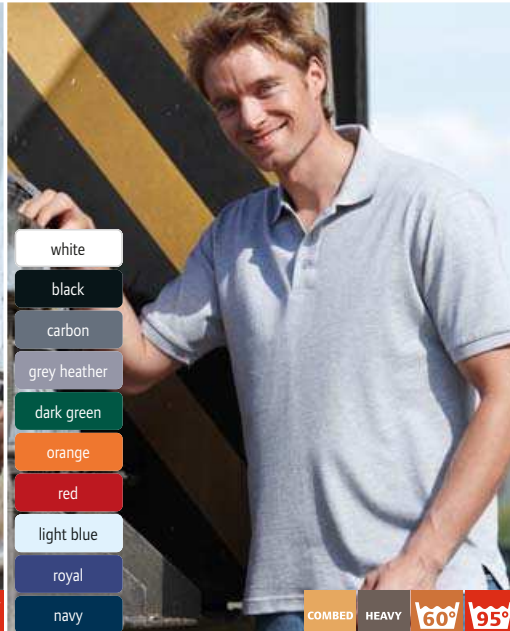 white
black
carbon
grey heather
dark green
orange
red
light blue
royal
navy
COMBED HEAVY 60° 95°